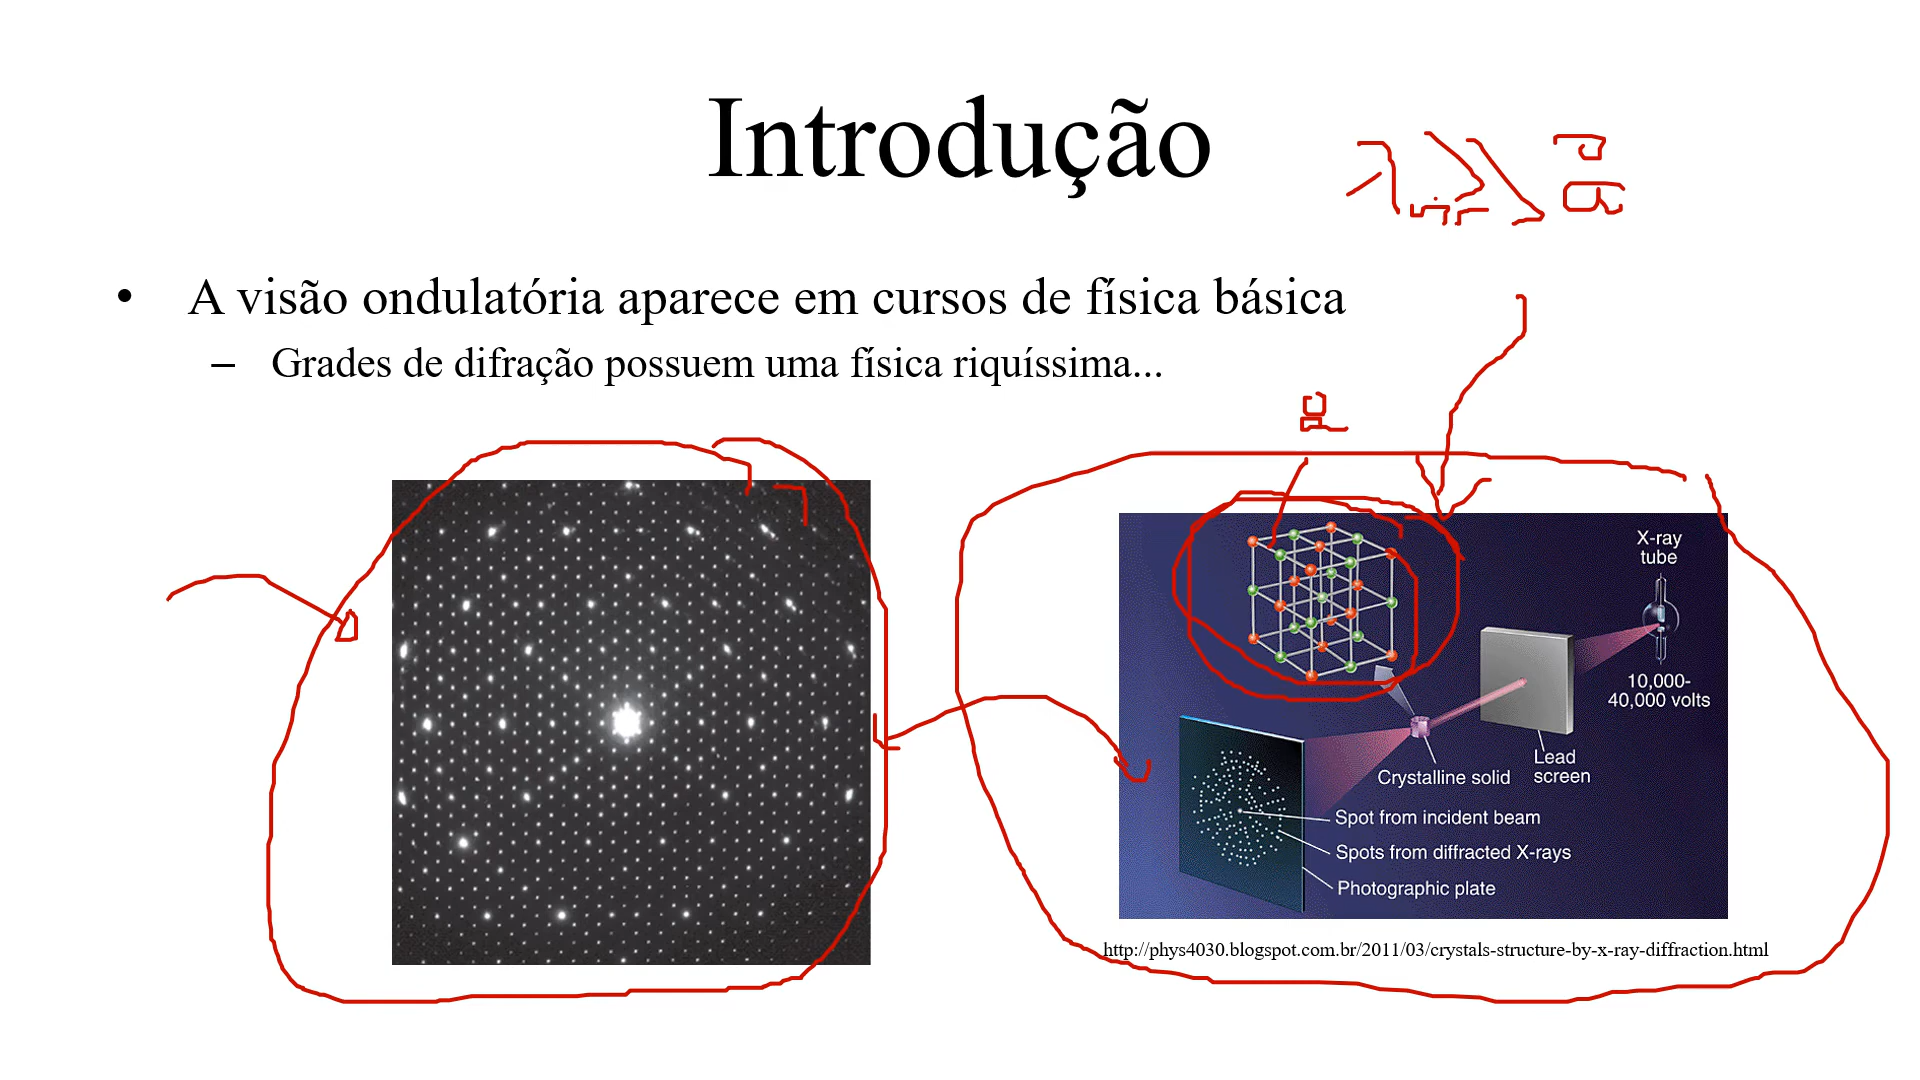 Introdução
• A visão ondulatória aparece em cursos de física básica
– Grades de difração possuem uma física riquíssima...
X-ray
tube
10,000-
40,000 volts
Lead
screen
Crystalline solid
Spot from incident beam
Spots from diffracted X-rays
Photographic plate
http://phys4030.blogspot.com.br/2011/03/crystals-structure-by-x-ray-diffraction.html